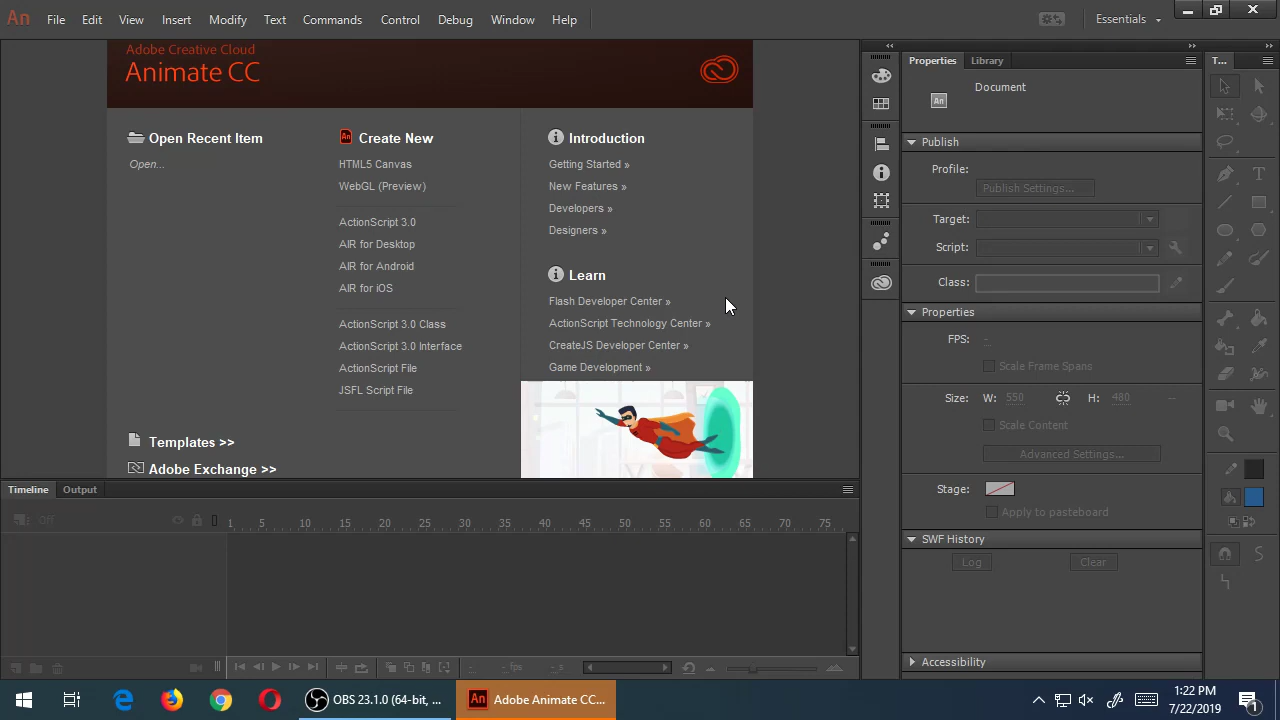 An File Edit View Insert Modify Text Commands Control Debug Window Help Essentials
Adobe Creative Cloud
Animate CC
Open Recent Item
Open...
Templates >>
Adobe Exchange >>
An Create New
HTML5 Canvas
WebGL (Preview)
ActionScript 3.0
AIR for Desktop
AIR for Android
AIR for iOS
ActionScript 3.0 Class
ActionScript 3.0 Interface
ActionScript File
JSFL Script File
Introduction
Getting Started »
New Features »
Developers »
Designers »
Learn
Flash Developer Center »
ActionScript Technology Center »
CreateJS Developer Center »
Game Development »
Properties Library
An Document
Publish
Profile:
Publish Settings...
Target:
Script:
Class:
Properties
FPS: -
Scale Frame Spans
Size: W: 550 H: 480 --
Scale Content
Advanced Settings...
Stage:
Apply to pasteboard
SWF History
Log Clear
Accessibility
T...
T
Timeline Output
Off
1 5 10 15 20 25 30 35 40 45 50 55 60 65 70 75
- - fps - s
OBS 23.1.0 (64-bit, ...
An Adobe Animate CC...
1:22 PM
7/22/2019
1